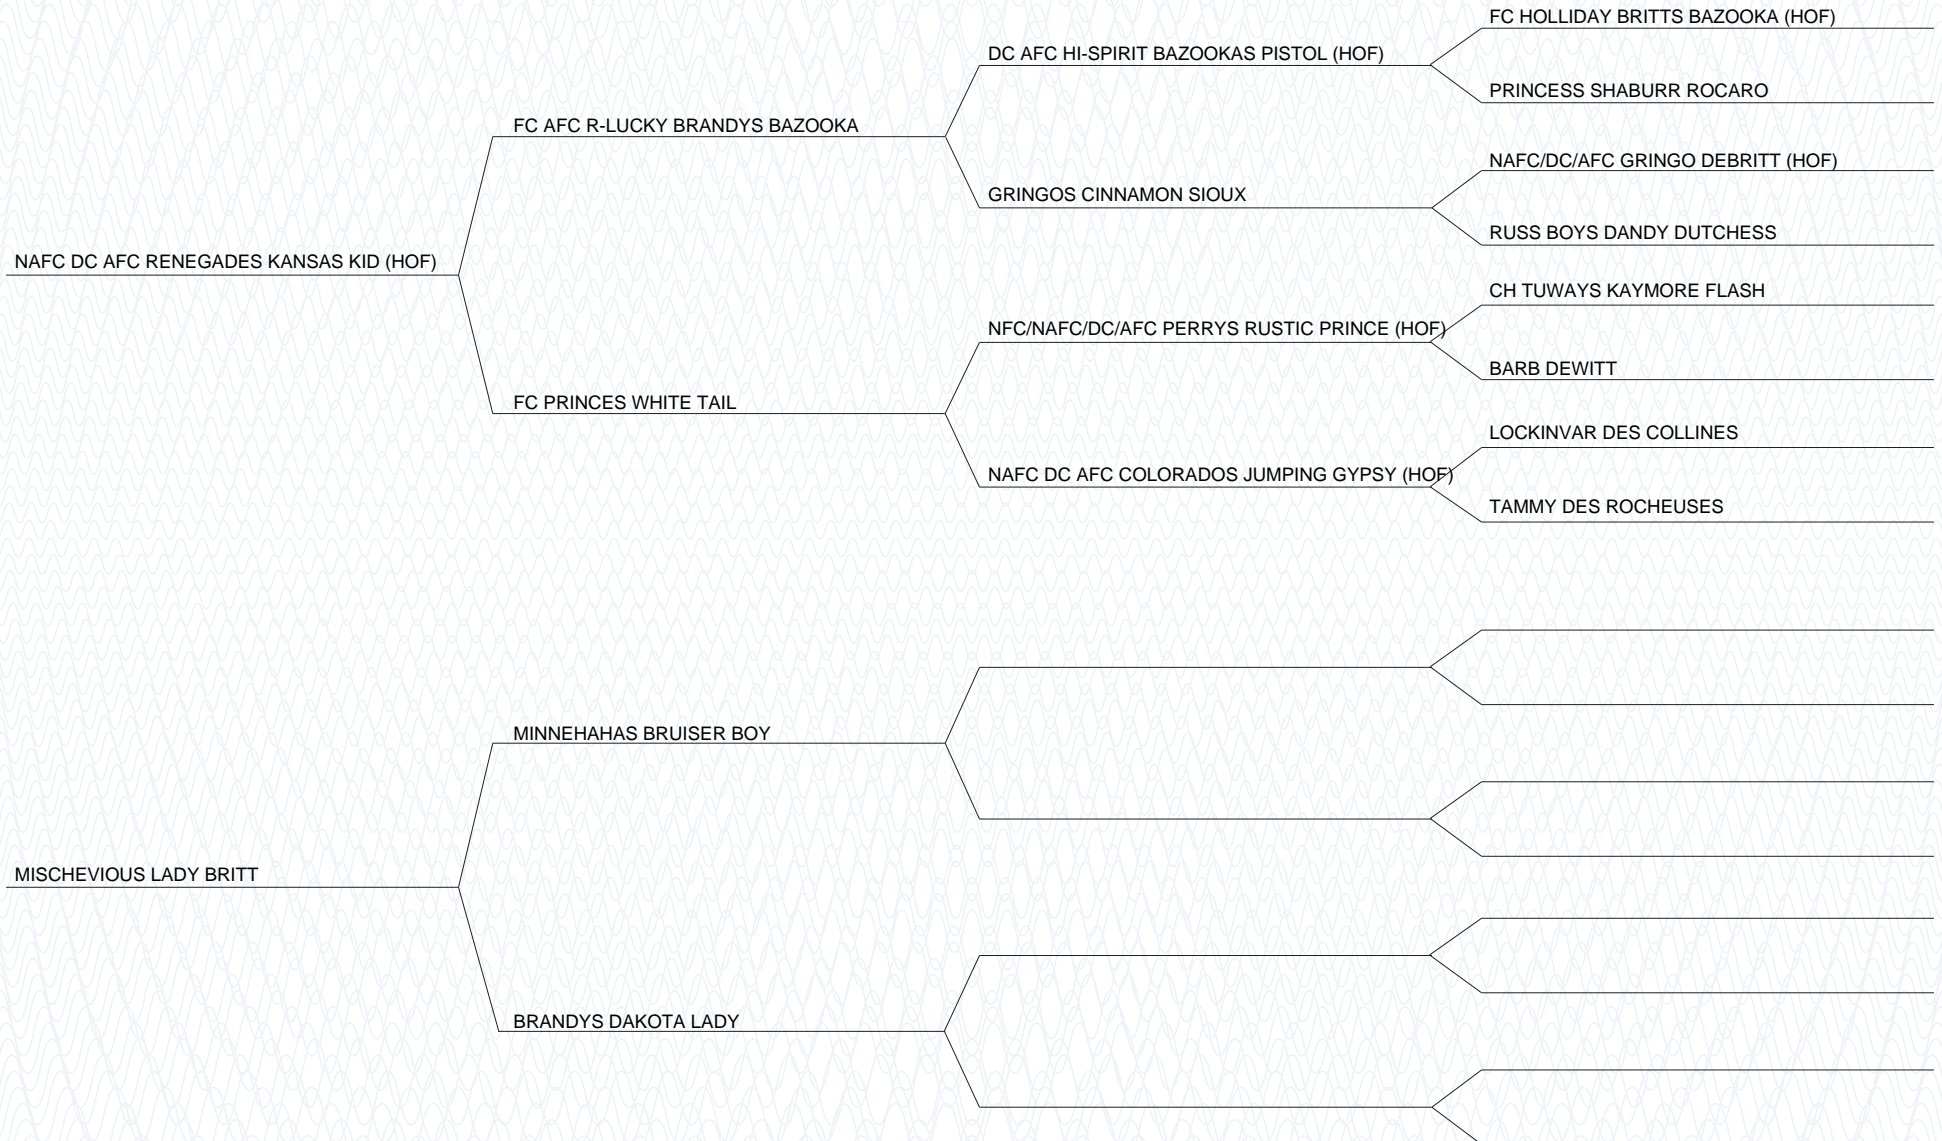 FC HOLLIDAY BRITTS BAZOOKA (HOF)
DC AFC HI-SPIRIT BAZOOKAS PISTOL (HOF)
PRINCESS SHABURR ROCARO
FC AFC R-LUCKY BRANDYS BAZOOKA
NAFC/DC/AFC GRINGO DEBRITT (HOF)
GRINGOS CINNAMON SIOUX
RUSS BOYS DANDY DUTCHESS
NAFC DC AFC RENEGADES KANSAS KID (HOF)
CH TUWAYS KAYMORE FLASH
NFC/NAFC/DC/AFC PERRYS RUSTIC PRINCE (HOF)
BARB DEWITT
FC PRINCES WHITE TAIL
LOCKINVAR DES COLLINES
NAFC DC AFC COLORADOS JUMPING GYPSY (HOF)
TAMMY DES ROCHEUSES
MINNEHAHAS BRUISER BOY
MISCHEVIOUS LADY BRITT
BRANDYS DAKOTA LADY